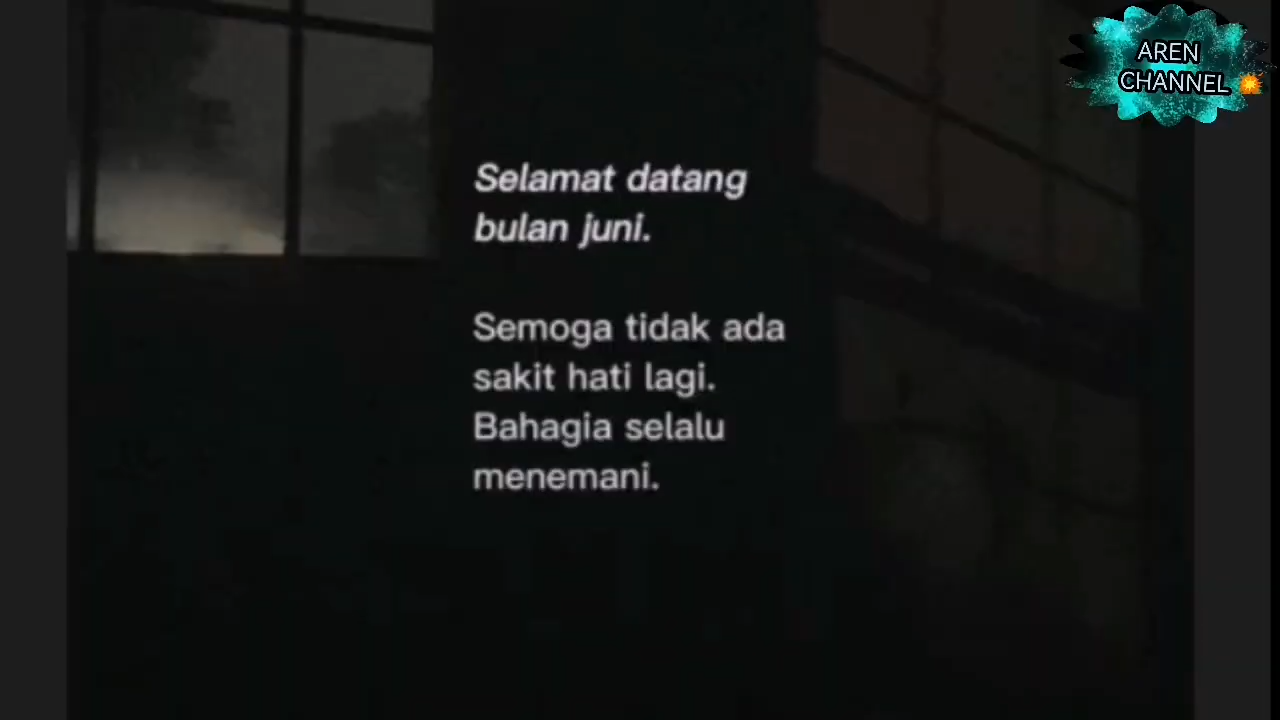 AREN
CHANNEL
Selamat datang
bulan juni.
Semoga tidak ada
sakit hati lagi.
Bahagia selalu
menemani.